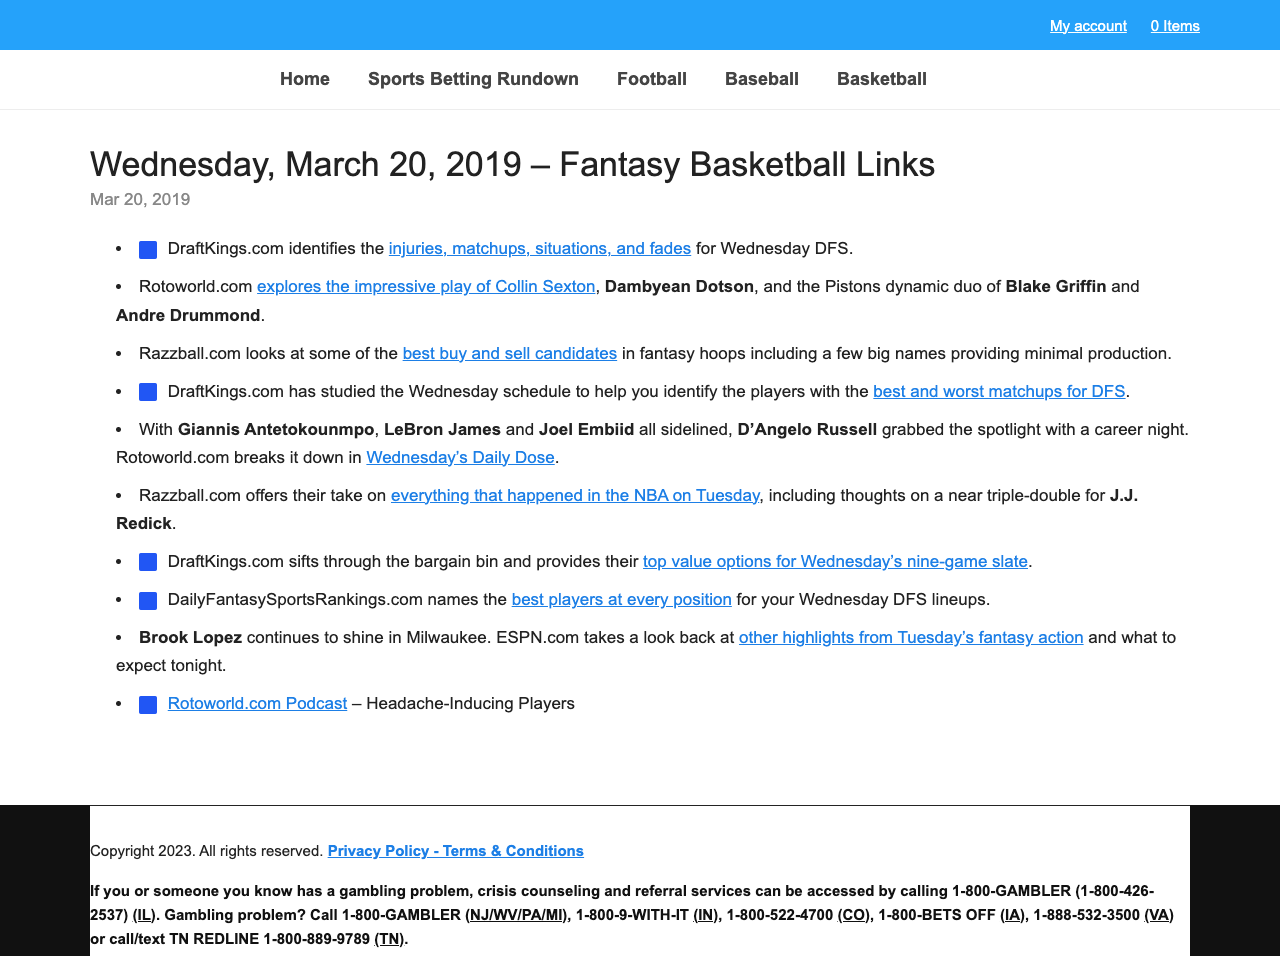 My account 0 Items
Home Sports Betting Rundown Football Baseball Basketball
Wednesday, March 20, 2019 – Fantasy Basketball Links
Mar 20, 2019
• DraftKings.com identifies the injuries, matchups, situations, and fades for Wednesday DFS.
• Rotoworld.com explores the impressive play of Collin Sexton, Dambyean Dotson, and the Pistons dynamic duo of Blake Griffin and
Andre Drummond.
• Razzball.com looks at some of the best buy and sell candidates in fantasy hoops including a few big names providing minimal production.
• DraftKings.com has studied the Wednesday schedule to help you identify the players with the best and worst matchups for DFS.
• With Giannis Antetokounmpo, LeBron James and Joel Embiid all sidelined, D’Angelo Russell grabbed the spotlight with a career night.
Rotoworld.com breaks it down in Wednesday’s Daily Dose.
• Razzball.com offers their take on everything that happened in the NBA on Tuesday, including thoughts on a near triple-double for J.J.
Redick.
• DraftKings.com sifts through the bargain bin and provides their top value options for Wednesday’s nine-game slate.
• DailyFantasySportsRankings.com names the best players at every position for your Wednesday DFS lineups.
• Brook Lopez continues to shine in Milwaukee. ESPN.com takes a look back at other highlights from Tuesday’s fantasy action and what to
expect tonight.
• Rotoworld.com Podcast – Headache-Inducing Players
Copyright 2023. All rights reserved. Privacy Policy - Terms & Conditions
If you or someone you know has a gambling problem, crisis counseling and referral services can be accessed by calling 1-800-GAMBLER (1-800-426-
2537) (IL). Gambling problem? Call 1-800-GAMBLER (NJ/WV/PA/MI), 1-800-9-WITH-IT (IN), 1-800-522-4700 (CO), 1-800-BETS OFF (IA), 1-888-532-3500 (VA)
or call/text TN REDLINE 1-800-889-9789 (TN).